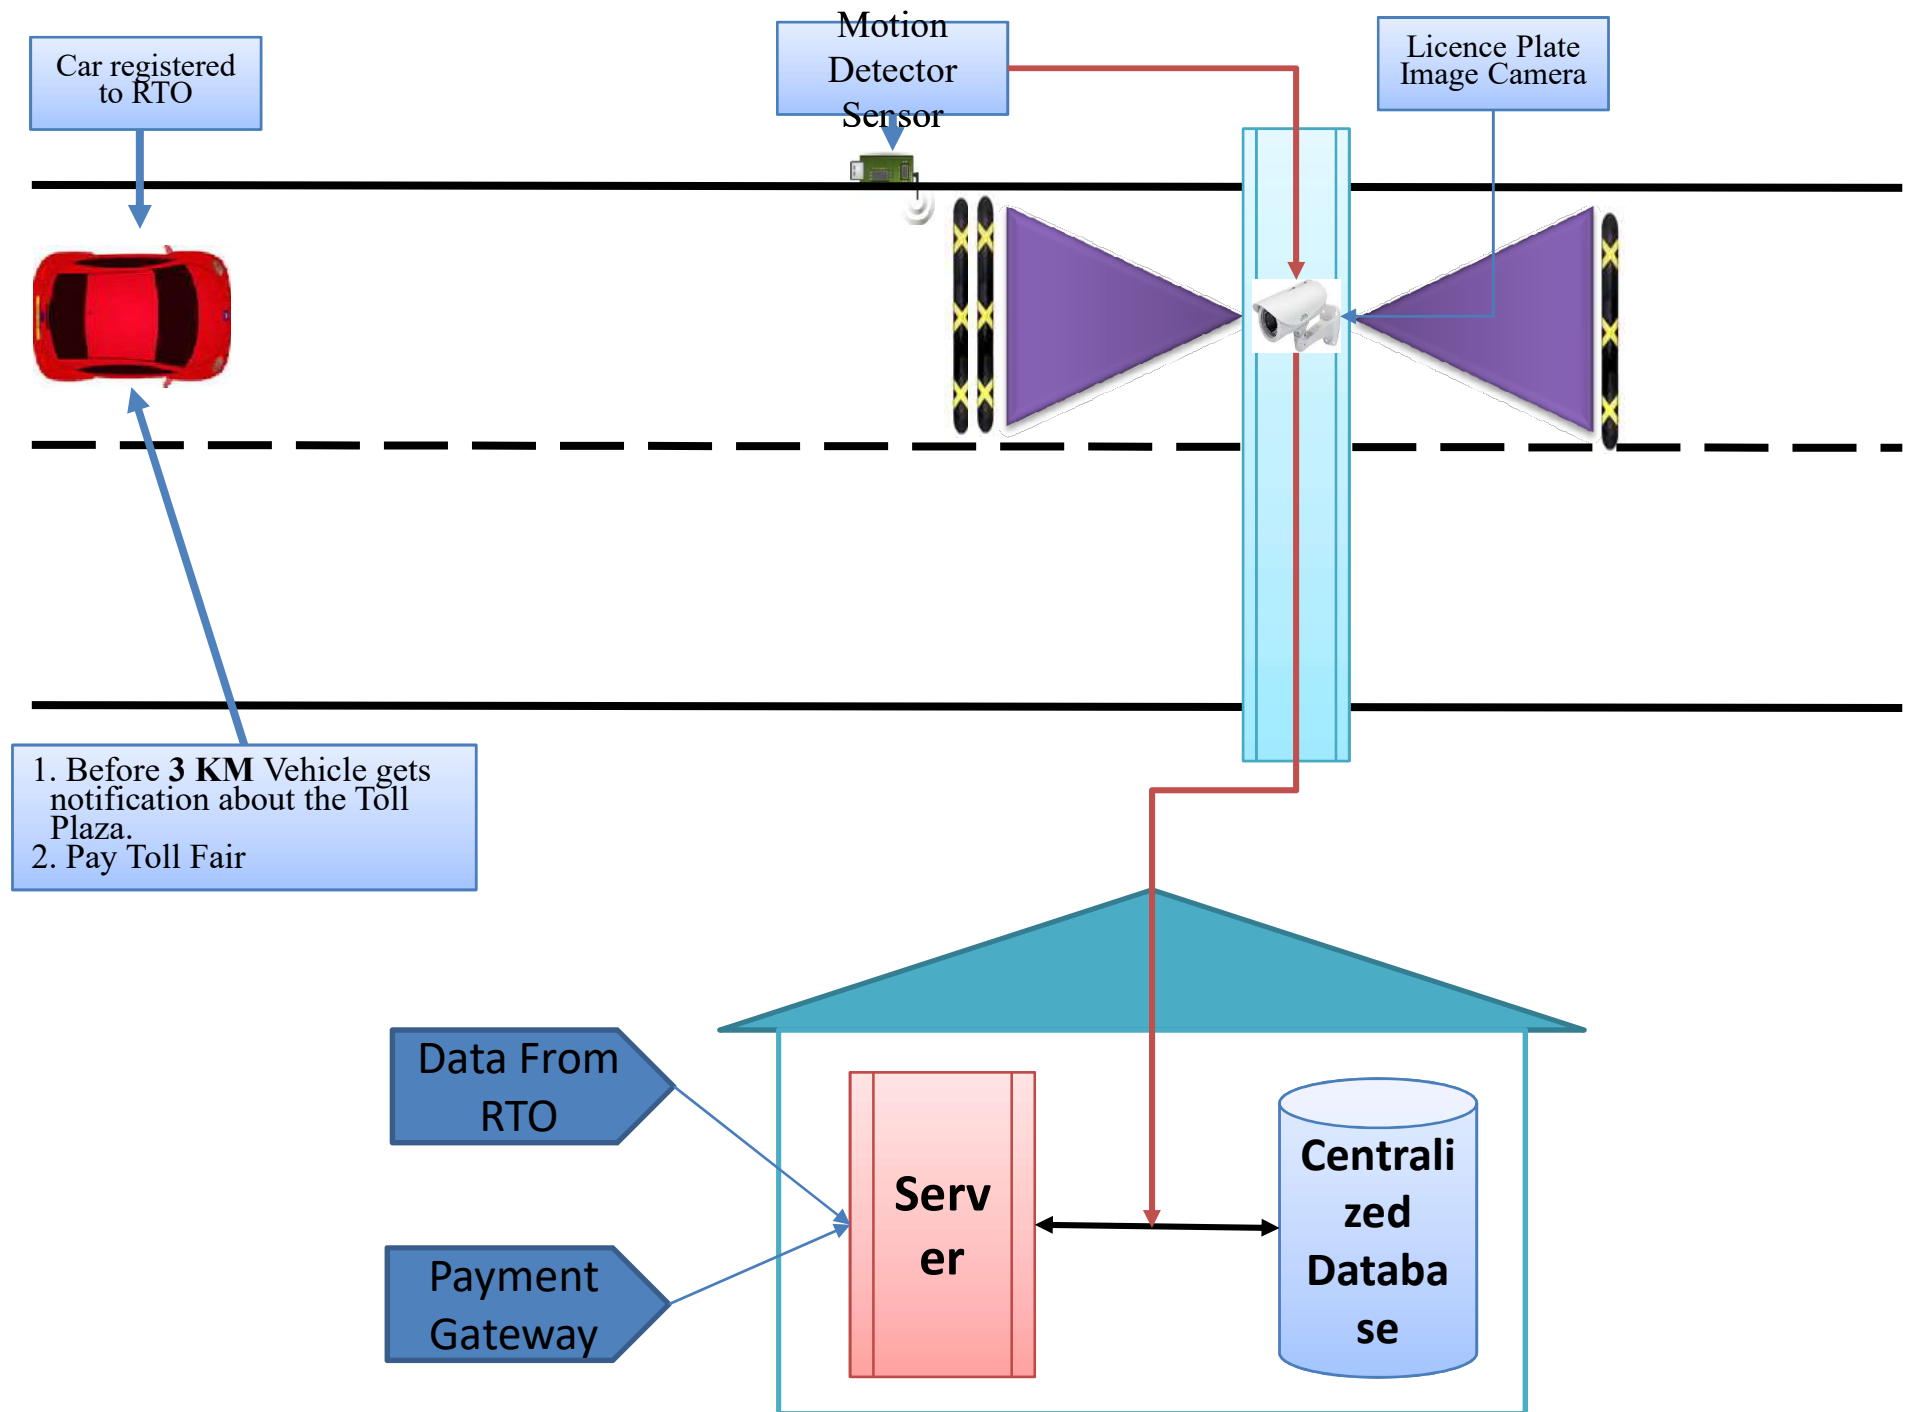 Car registered
to RTO
Motion
Detector
Sensor
Licence Plate
Image Camera
1. Before 3 KM Vehicle gets
notification about the Toll
Plaza.
2. Pay Toll Fair
Data From
RTO
Payment
Gateway
Serv
er
Centrali
zed
Databa
se